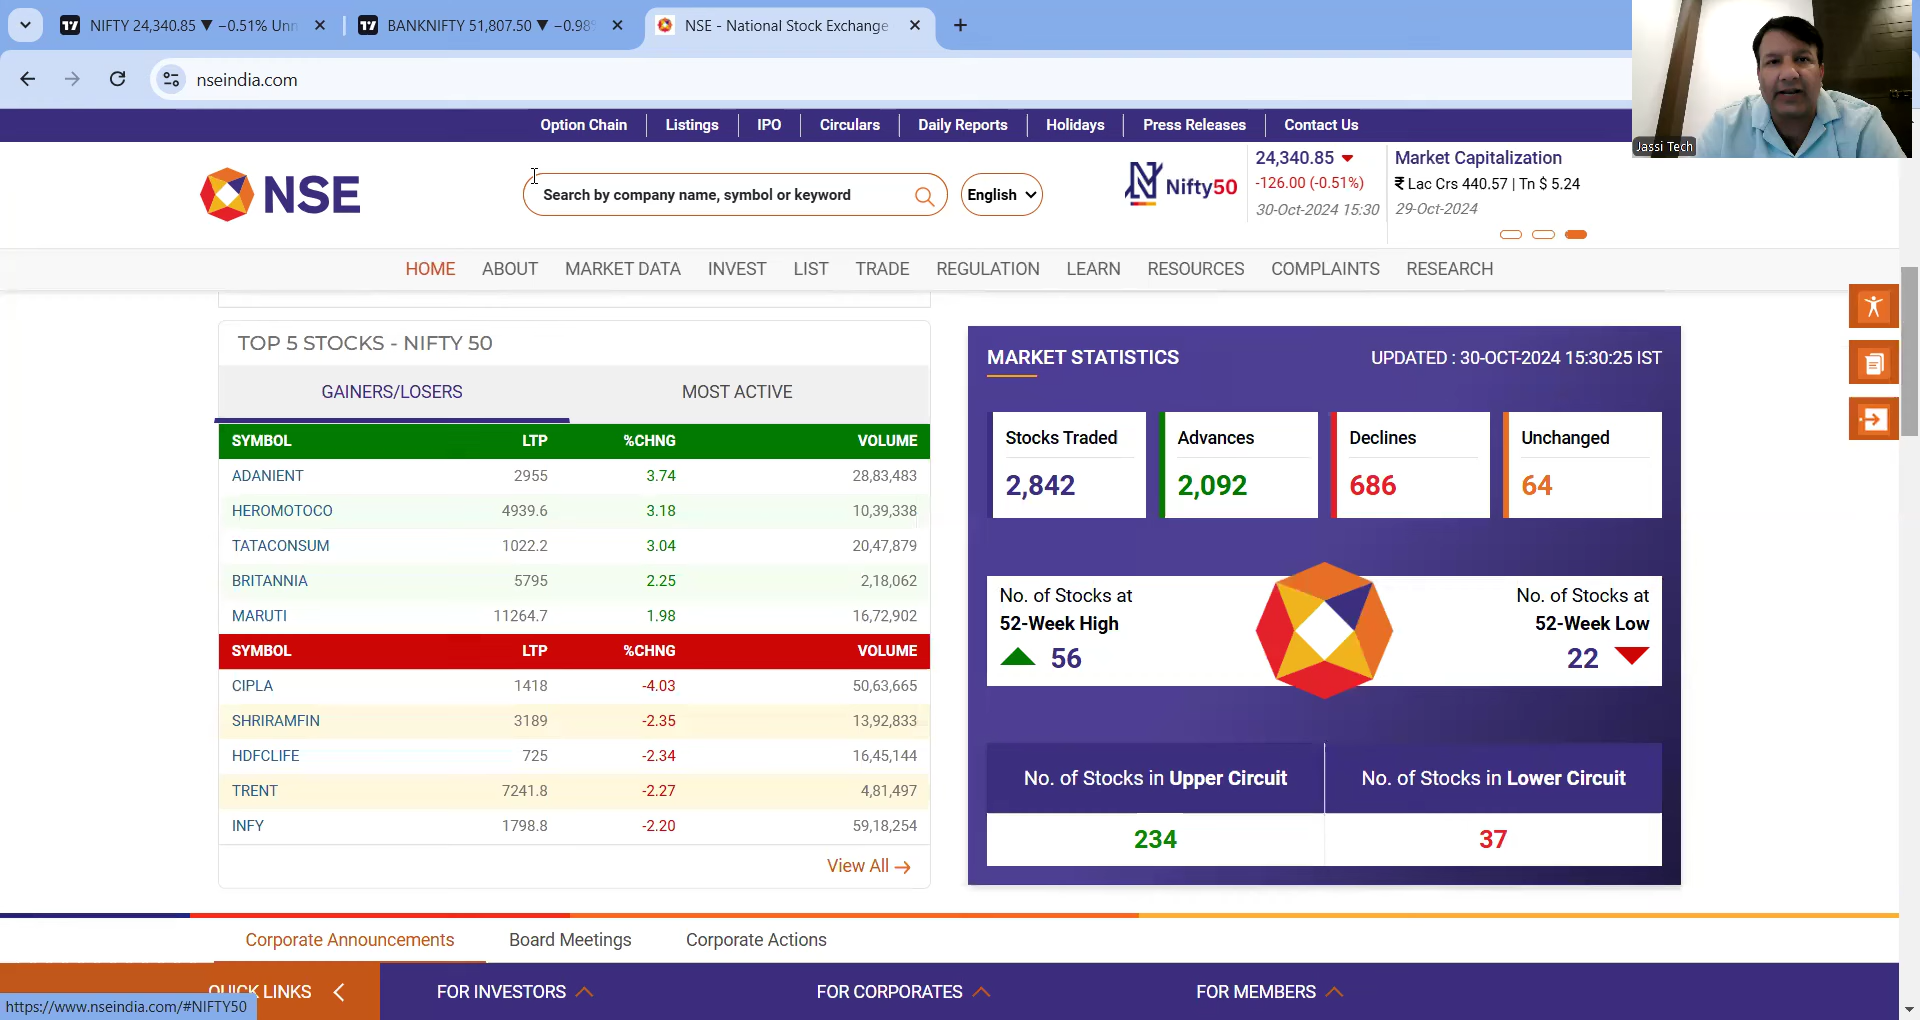 NIFTY 24,340.85 ▼ −0.51% Unn
BANKNIFTY 51,807.50 ▼ −0.98%
NSE - National Stock Exchange
nseindia.com
Jassi Tech
Option Chain
Listings
IPO
Circulars
Daily Reports
Holidays
Press Releases
Contact Us
NSE
Search by company name, symbol or keyword
English
Nifty50
24,340.85
-126.00 (-0.51%)
30-Oct-2024 15:30
Market Capitalization
₹ Lac Crs 440.57 | Tn $ 5.24
29-Oct-2024
HOME ABOUT MARKET DATA INVEST LIST TRADE REGULATION LEARN RESOURCES COMPLAINTS RESEARCH
TOP 5 STOCKS - NIFTY 50
GAINERS/LOSERS MOST ACTIVE
SYMBOL LTP %CHNG VOLUME
ADANIENT 2955 3.74 28,83,483
HEROMOTOCO 4939.6 3.18 10,39,338
TATACONSUM 1022.2 3.04 20,47,879
BRITANNIA 5795 2.25 2,18,062
MARUTI 11264.7 1.98 16,72,902
SYMBOL LTP %CHNG VOLUME
CIPLA 1418 -4.03 50,63,665
SHRIRAMFIN 3189 -2.35 13,92,833
HDFCLIFE 725 -2.34 16,45,144
TRENT 7241.8 -2.27 4,81,497
INFY 1798.8 -2.20 59,18,254
View All
MARKET STATISTICS
UPDATED : 30-OCT-2024 15:30:25 IST
Stocks Traded
2,842
Advances
2,092
Declines
686
Unchanged
64
No. of Stocks at
52-Week High
56
No. of Stocks at
52-Week Low
22
No. of Stocks in Upper Circuit
234
No. of Stocks in Lower Circuit
37
Corporate Announcements Board Meetings Corporate Actions
QUICK LINKS
FOR INVESTORS
FOR CORPORATES
FOR MEMBERS
https://www.nseindia.com/#NIFTY50